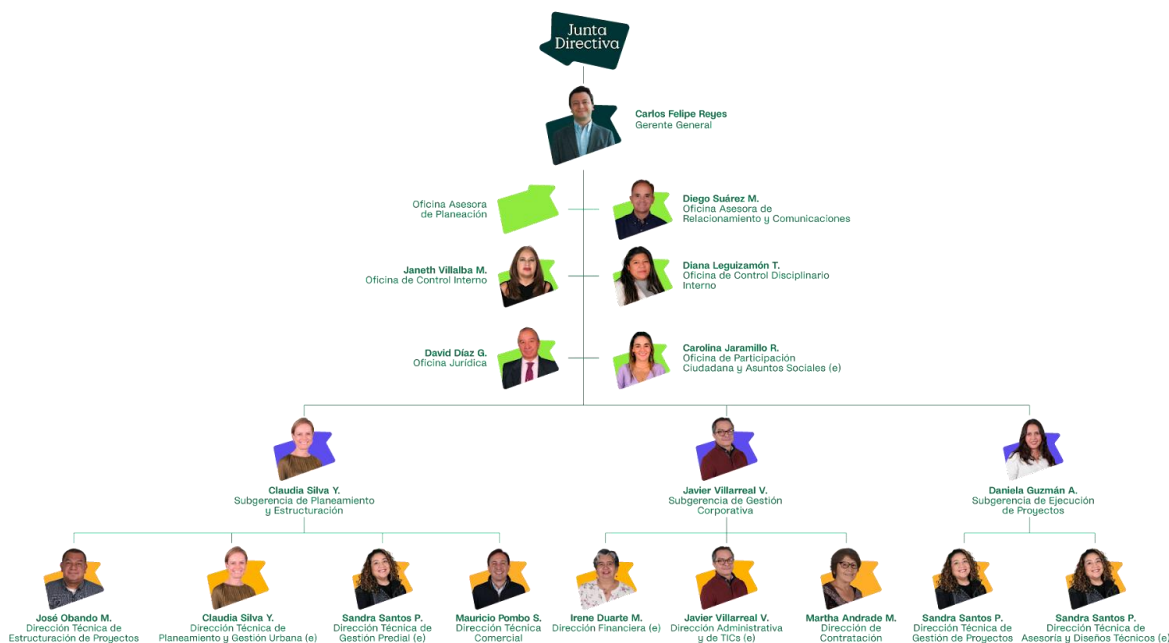 Junta
Directiva
Carlos Felipe Reyes
Gerente General
Oficina Asesora
de Planeación
Diego Suárez M.
Oficina Asesora de
Relacionamiento y Comunicaciones
Janeth Villalba M.
Oficina de Control Interno
Diana Leguizamón T.
Oficina de Control Disciplinario
Interno
David Díaz G.
Oficina Jurídica
Carolina Jaramillo R.
Oficina de Participación
Ciudadana y Asuntos Sociales (e)
Claudia Silva Y.
Subgerencia de Planeamiento
y Estructuración
Javier Villarreal V.
Subgerencia de Gestión
Corporativa
Daniela Guzmán A.
Subgerencia de Ejecución
de Proyectos
José Obando M.
Dirección Técnica de
Estructuración de Proyectos
Claudia Silva Y.
Dirección Técnica de
Planeamiento y Gestión Urbana (e)
Sandra Santos P.
Dirección Técnica
Gestión Predial (e)
Mauricio Pombo S.
Dirección Técnica
Comercial
Irene Duarte M.
Dirección Financiera (e)
Javier Villarreal V.
Dirección Administrativa
y de TICs (e)
Martha Andrade M.
Dirección de
Contratación
Sandra Santos P.
Dirección Técnica de
Gestión de Proyectos
Sandra Santos P.
Dirección Técnica de
Asesoría y Diseños Técnicos (e)